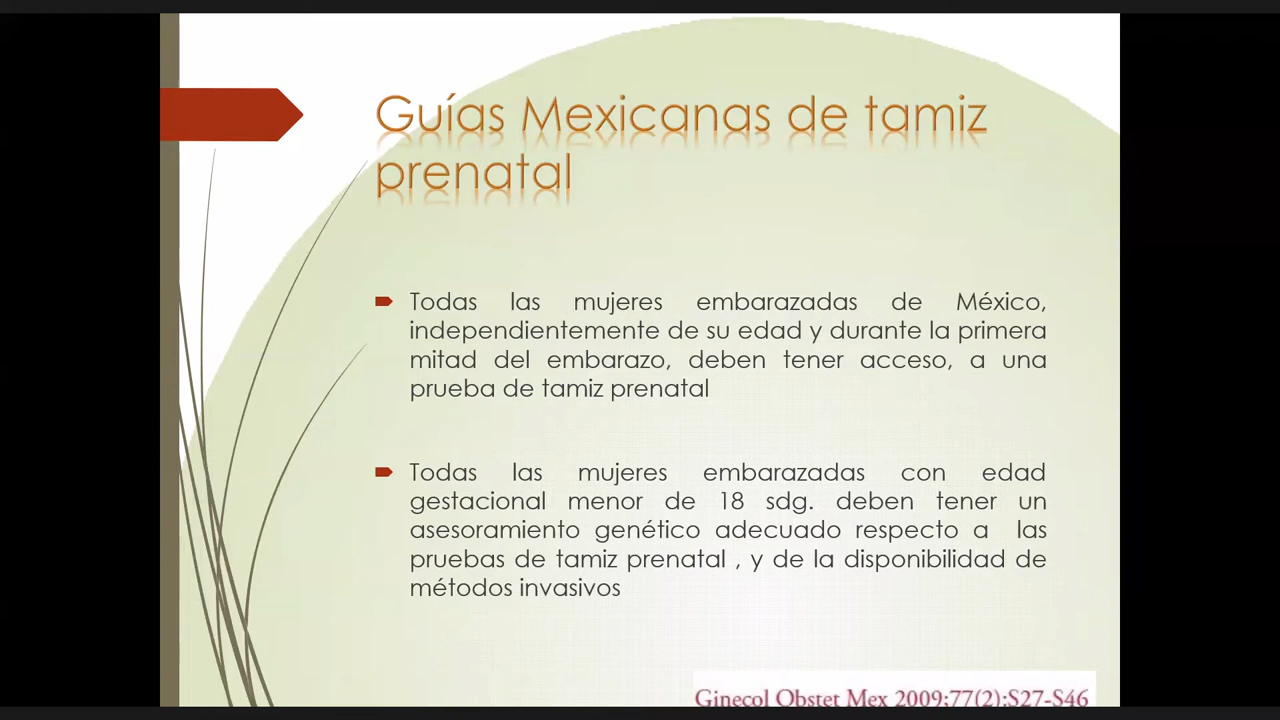 Guías Mexicanas de tamiz
prenatal
Todas las mujeres embarazadas de México,
independientemente de su edad y durante la primera
mitad del embarazo, deben tener acceso, a una
prueba de tamiz prenatal
Todas las mujeres embarazadas con edad
gestacional menor de 18 sdg. deben tener un
asesoramiento genético adecuado respecto a las
pruebas de tamiz prenatal , y de la disponibilidad de
métodos invasivos
Ginecol Obstet Mex 2009;77(2):S27-S46